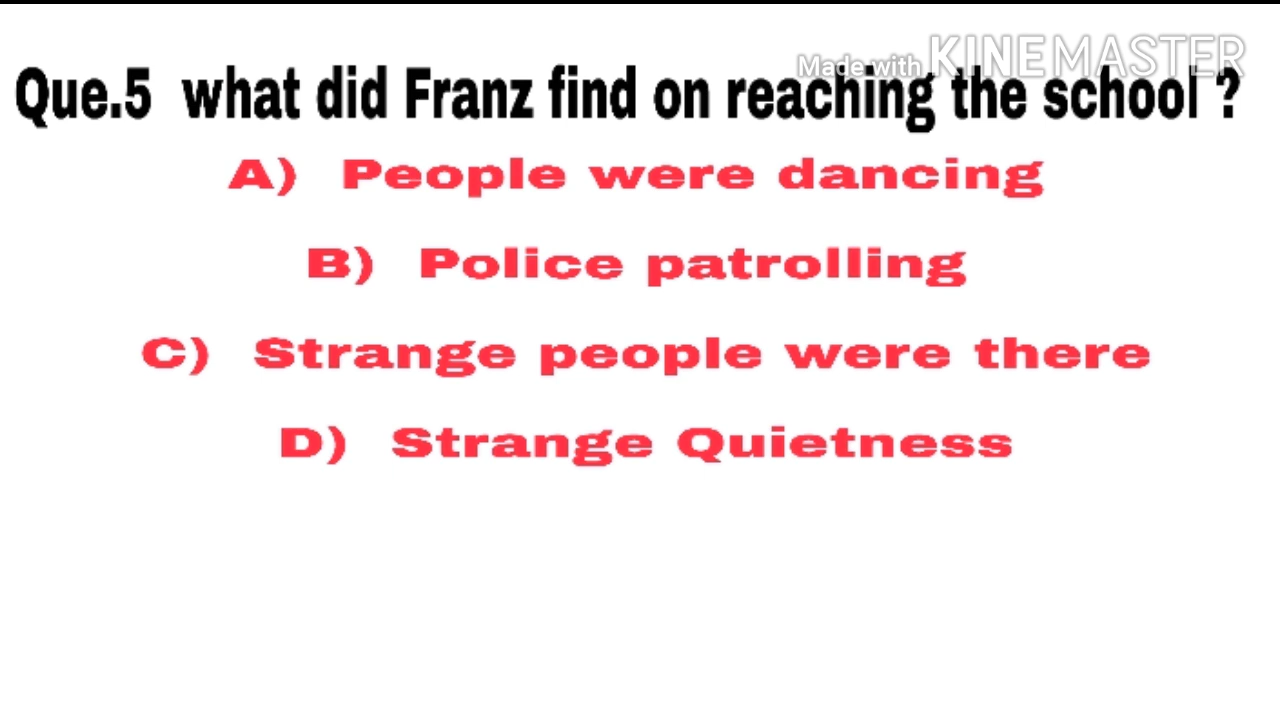 Made with KINEMASTER
Que.5 what did Franz find on reaching the school ?
A) People were dancing
B) Police patrolling
C) Strange people were there
D) Strange Quietness